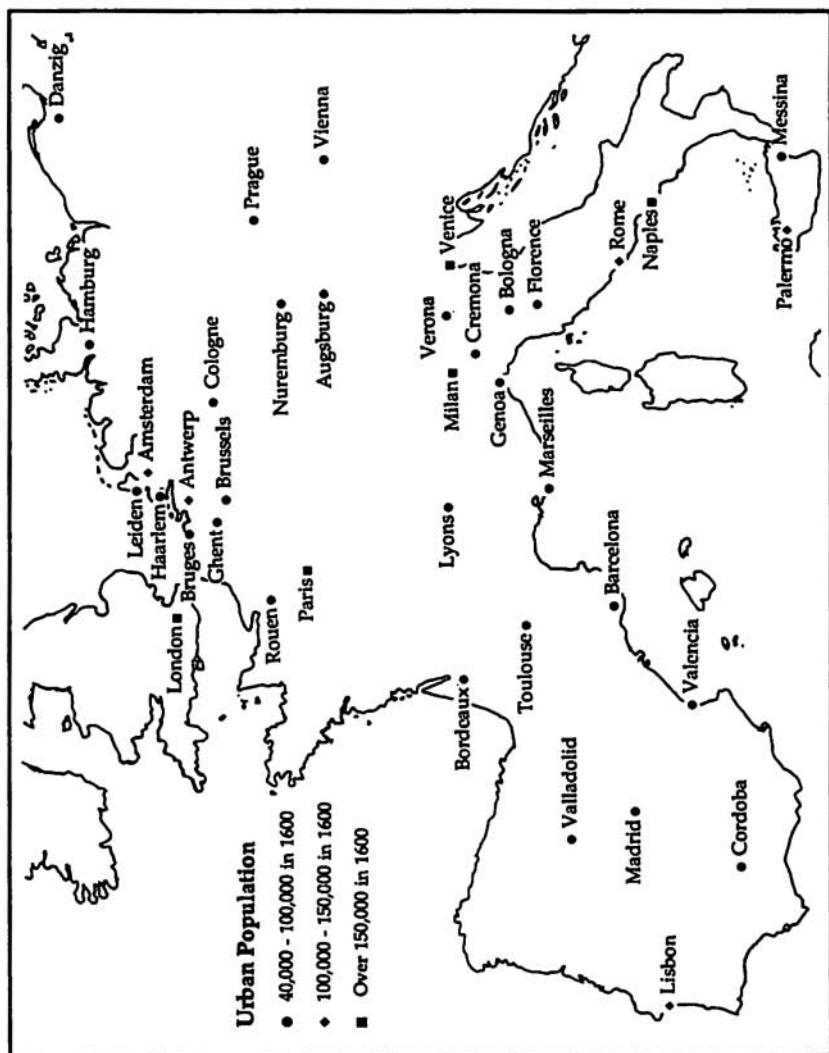 Urban Population
● 40,000 - 100,000 in 1600
◆ 100,000 - 150,000 in 1600
■ Over 150,000 in 1600
Danzig
Hamburg
Amsterdam
Leiden
Haarlem
London
Bruges
Antwerp
Ghent
Brussels
Cologne
Prague
Rouen
Paris
Nuremburg
Augsburg
Vienna
Bordeaux
Lyons
Milan
Verona
Venice
Cremona
Genoa
Bologna
Florence
Toulouse
Marseilles
Valladolid
Barcelona
Rome
Madrid
Naples
Lisbon
Valencia
Cordoba
Palermo
Messina